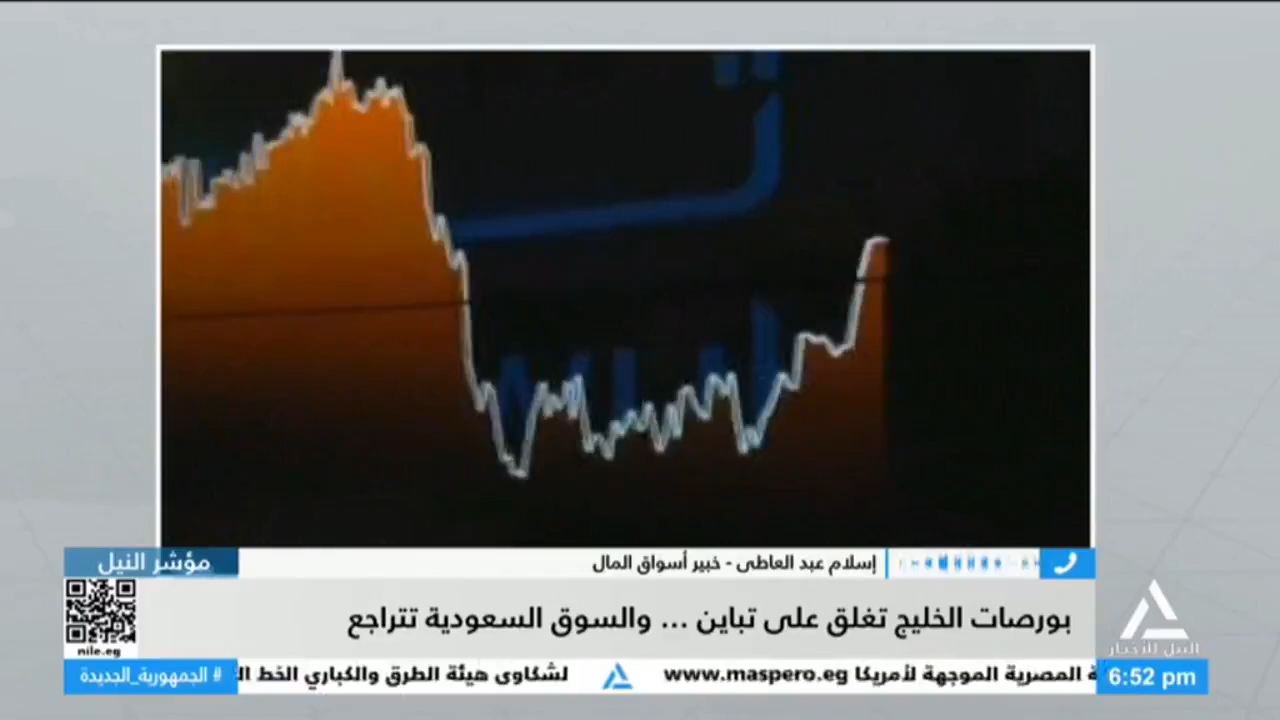 مؤشر النيل
إسلام عبد العاطى - خبير أسواق المال
بورصات الخليج تغلق على تباين ... والسوق السعودية تتراجع
nile.eg
النيل للأخبار
# الجمهورية_الجديدة
المصرية الموجهة لأمريكا www.maspero.eg
لشكاوى هيئة الطرق والكباري الخط
6:52 pm